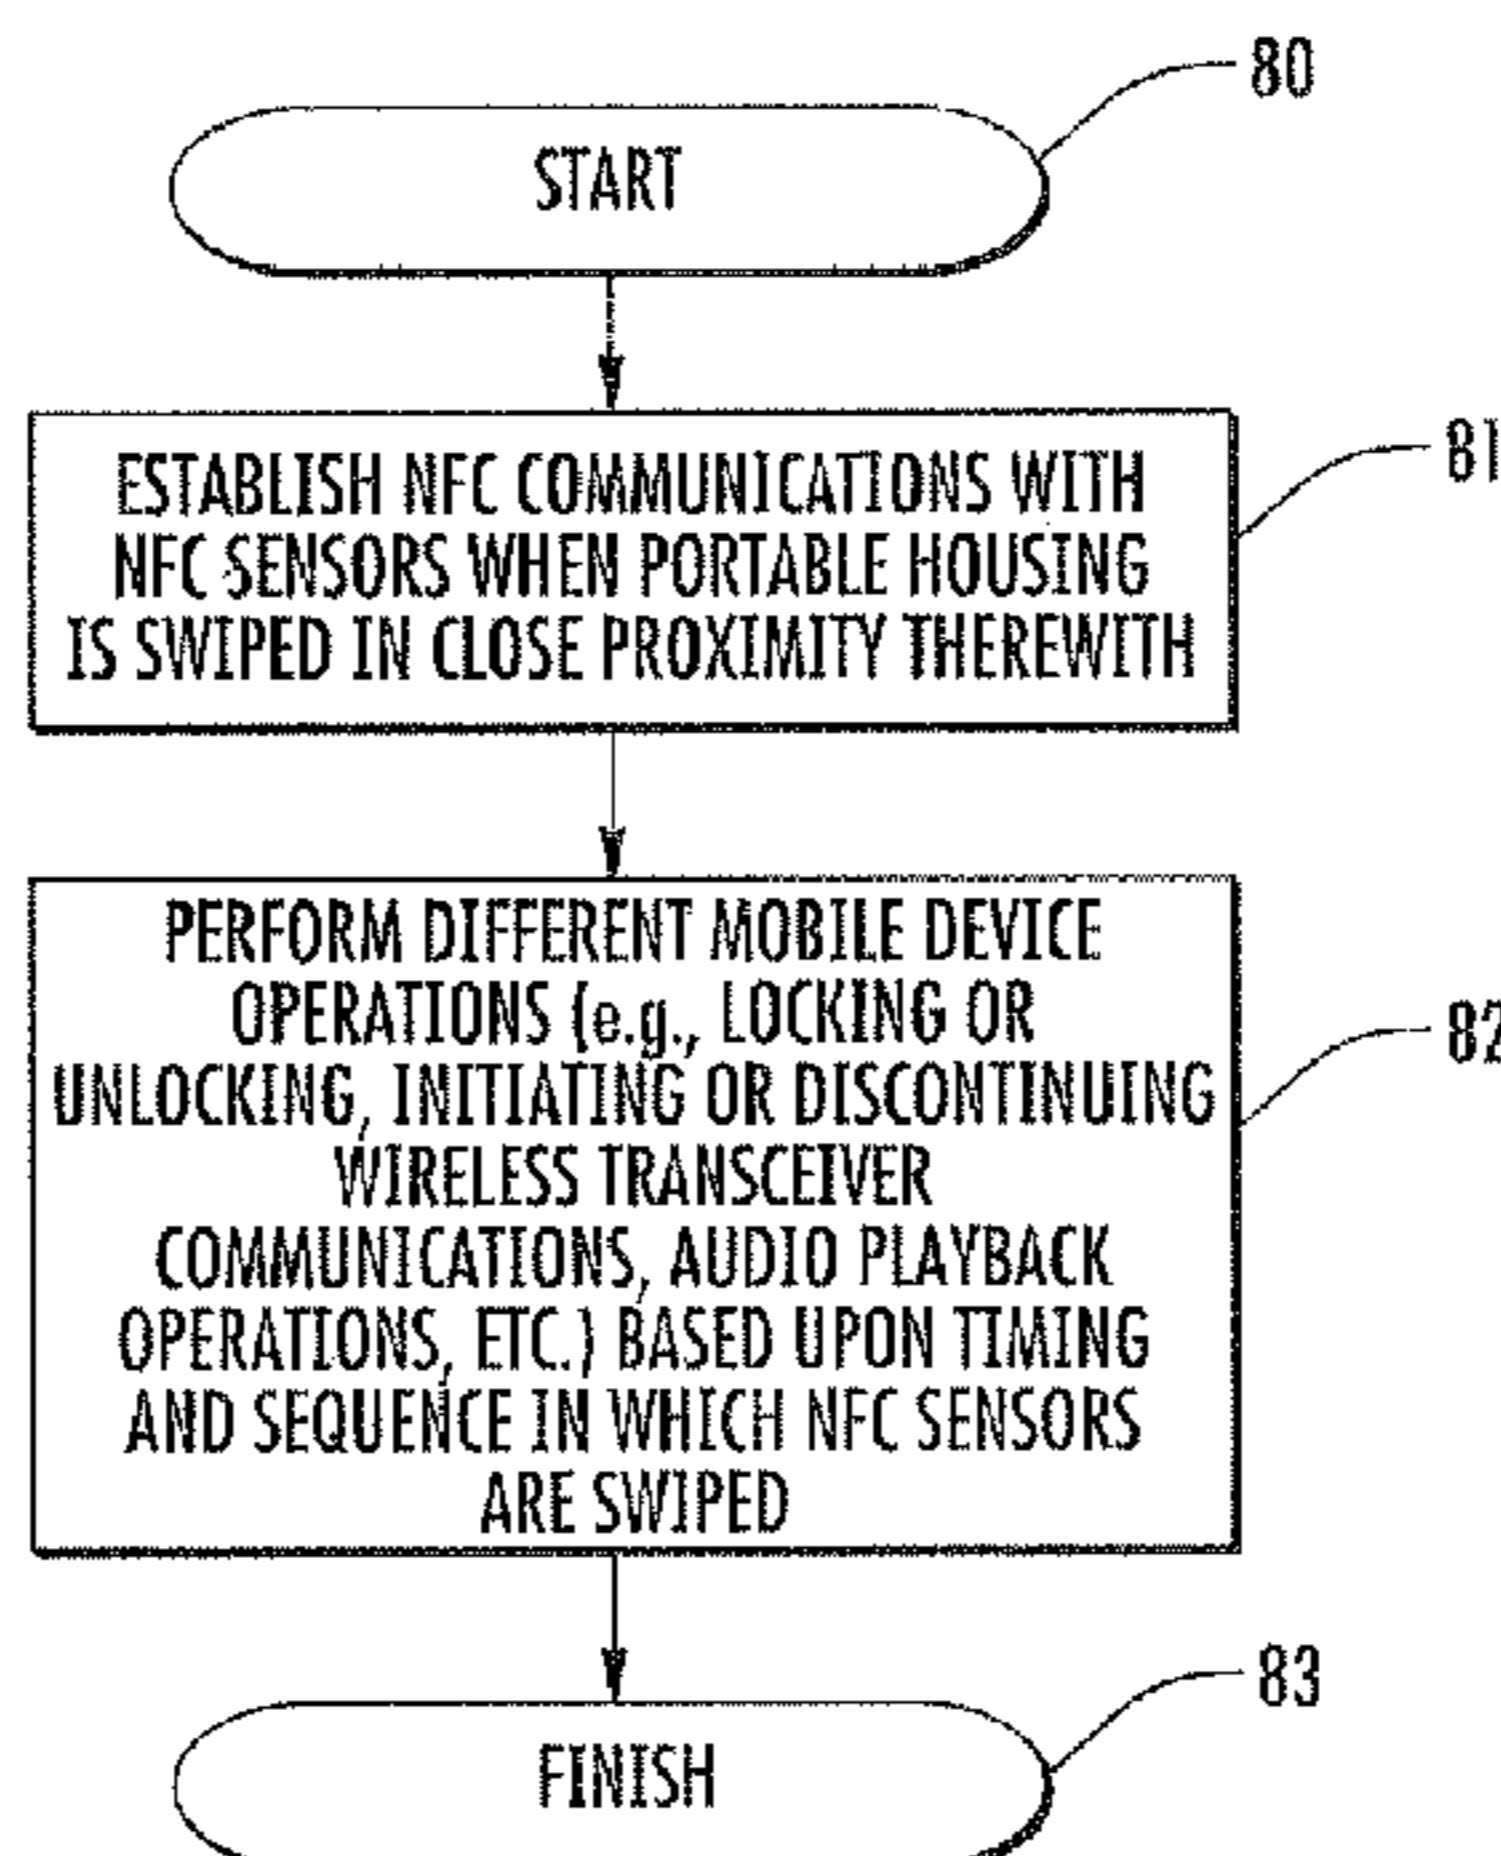 80
START
ESTABLISH NFC COMMUNICATIONS WITH
NFC SENSORS WHEN PORTABLE HOUSING
IS SWIPED IN CLOSE PROXIMITY THEREWITH
81
PERFORM DIFFERENT MOBILE DEVICE
OPERATIONS (e.g., LOCKING OR
UNLOCKING, INITIATING OR DISCONTINUING
WIRELESS TRANSCEIVER
COMMUNICATIONS, AUDIO PLAYBACK
OPERATIONS, ETC.) BASED UPON TIMING
AND SEQUENCE IN WHICH NFC SENSORS
ARE SWIPED
82
83
FINISH